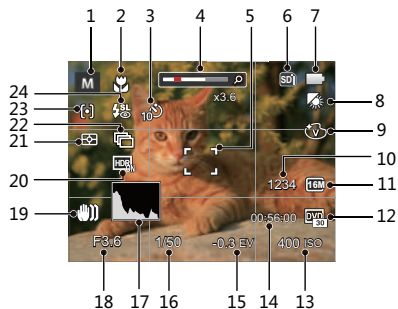 1 2 3 4 5 6 7
M SD
x3.6
24 SL
23 10 8
22
21 V 9
HDR ON 10
20 1234 16M 11
19 00:56:00 DVD 30 12
F3.6 1/50 -0.3 EV 400 ISO
18 17 16 15 14 13